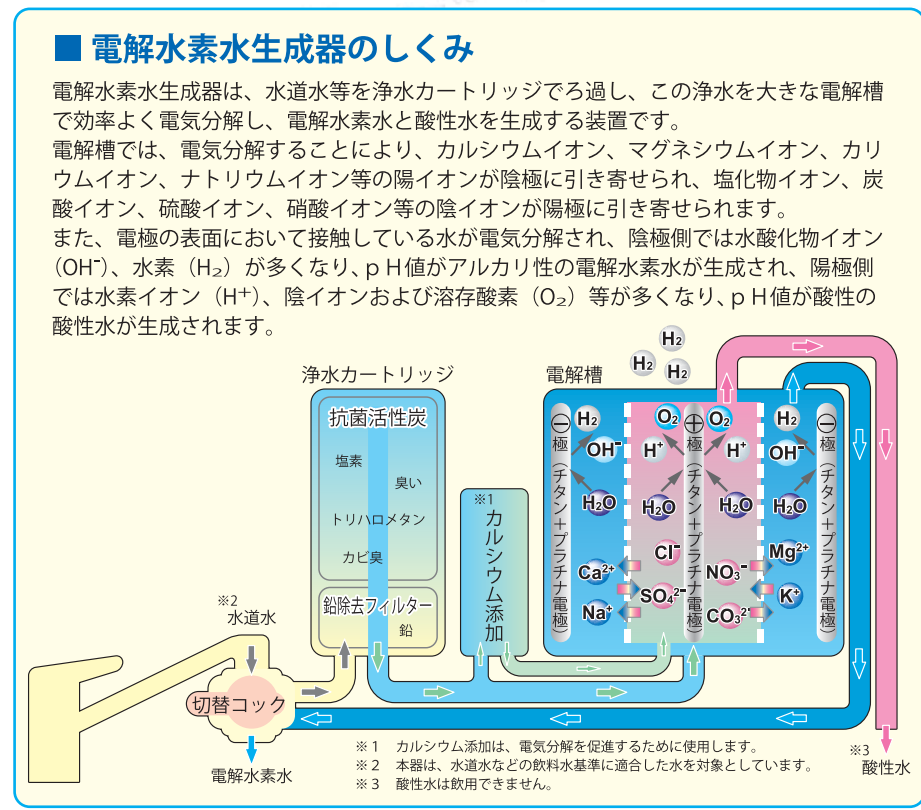 ■ 電解水素水生成器のしくみ
電解水素水生成器は、水道水等を浄水カートリッジでろ過し、この浄水を大きな電解槽
で効率よく電気分解し、電解水素水と酸性水を生成する装置です。
電解槽では、電気分解することにより、カルシウムイオン、マグネシウムイオン、カリ
ウムイオン、ナトリウムイオン等の陽イオンが陰極に引き寄せられ、塩化物イオン、炭
酸イオン、硫酸イオン、硝酸イオン等の陰イオンが陽極に引き寄せられます。
また、電極の表面において接触している水が電気分解され、陰極側では水酸化物イオン
（OH⁻）、水素（H₂）が多くなり、ｐＨ値がアルカリ性の電解水素水が生成され、陽極側
では水素イオン（H⁺）、陰イオンおよび溶存酸素（O₂）等が多くなり、ｐＨ値が酸性の
酸性水が生成されます。
浄水カートリッジ
抗菌活性炭
塩素
臭い
トリハロメタン
カビ臭
鉛除去フィルター
鉛
※1
カルシウム添加
電解槽
H₂
H₂
H₂
⊖極（チタン＋プラチナ電極）
H₂
OH⁻
H₂O
Ca²⁺
Na⁺
O₂
H⁺
H₂O
Cl⁻
SO₄²⁻
⊕極（チタン＋プラチナ電極）
O₂
H⁺
H₂O
NO₃⁻
CO₃²⁻
H₂
OH⁻
H₂O
Mg²⁺
K⁺
⊖極（チタン＋プラチナ電極）
※2
水道水
切替コック
電解水素水
※3
酸性水
※１　カルシウム添加は、電気分解を促進するために使用します。
※２　本器は、水道水などの飲料水基準に適合した水を対象としています。
※３　酸性水は飲用できません。